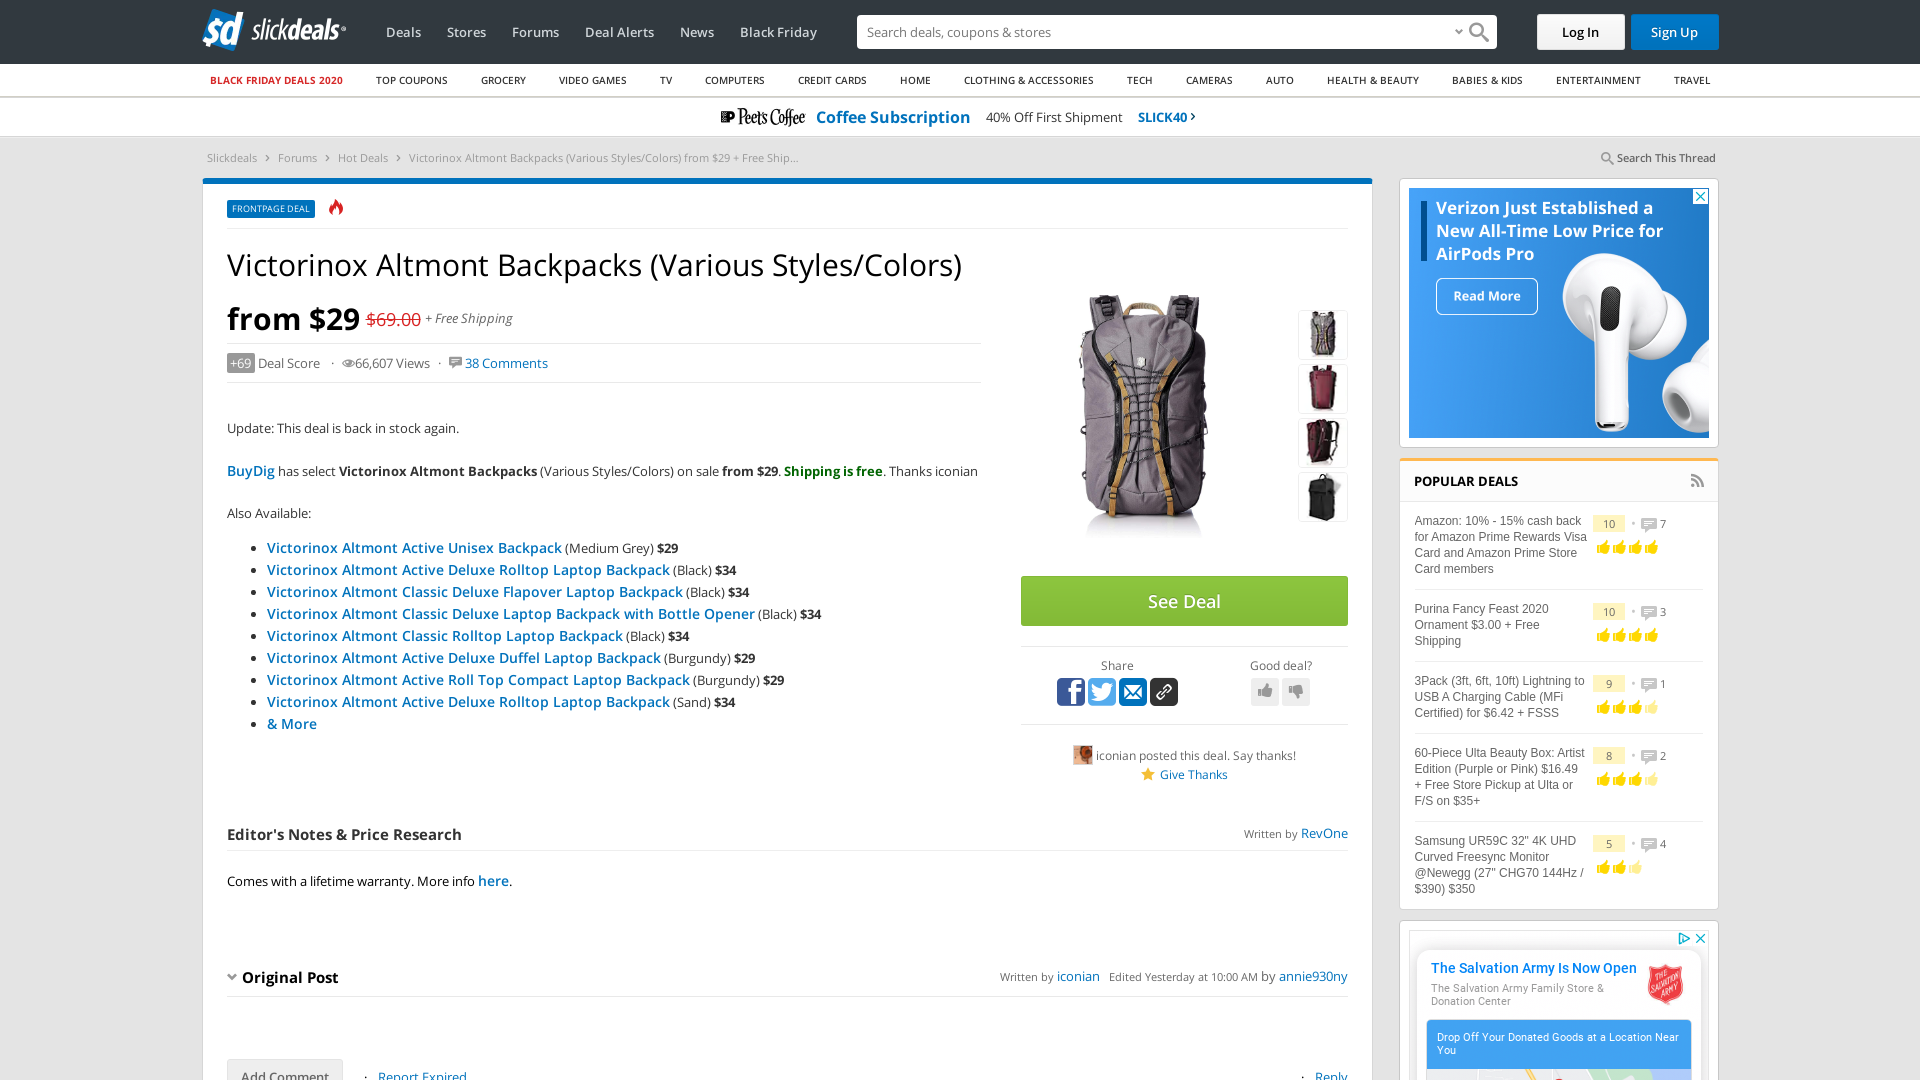 sd slickdeals
Deals Stores Forums Deal Alerts News Black Friday
Search deals, coupons & stores
Log In
Sign Up
BLACK FRIDAY DEALS 2020 TOP COUPONS GROCERY VIDEO GAMES TV COMPUTERS CREDIT CARDS HOME CLOTHING & ACCESSORIES TECH CAMERAS AUTO HEALTH & BEAUTY BABIES & KIDS ENTERTAINMENT TRAVEL
Peet's Coffee Coffee Subscription 40% Off First Shipment SLICK40
Slickdeals > Forums > Hot Deals > Victorinox Altmont Backpacks (Various Styles/Colors) from $29 + Free Ship...
Search This Thread
FRONTPAGE DEAL
Victorinox Altmont Backpacks (Various Styles/Colors)
from $29 $69.00 + Free Shipping
+69 Deal Score · 66,607 Views · 38 Comments
Update: This deal is back in stock again.
BuyDig has select Victorinox Altmont Backpacks (Various Styles/Colors) on sale from $29. Shipping is free. Thanks iconian
Also Available:
Victorinox Altmont Active Unisex Backpack (Medium Grey) $29
Victorinox Altmont Active Deluxe Rolltop Laptop Backpack (Black) $34
Victorinox Altmont Classic Deluxe Flapover Laptop Backpack (Black) $34
Victorinox Altmont Classic Deluxe Laptop Backpack with Bottle Opener (Black) $34
Victorinox Altmont Classic Rolltop Laptop Backpack (Black) $34
Victorinox Altmont Active Deluxe Duffel Laptop Backpack (Burgundy) $29
Victorinox Altmont Active Roll Top Compact Laptop Backpack (Burgundy) $29
Victorinox Altmont Active Deluxe Rolltop Laptop Backpack (Sand) $34
& More
See Deal
Share
Good deal?
iconian posted this deal. Say thanks!
Give Thanks
Editor's Notes & Price Research
Written by RevOne
Comes with a lifetime warranty. More info here.
Original Post
Written by iconian Edited Yesterday at 10:00 AM by annie930ny
Add Comment · Report Expired
· Reply
Verizon Just Established a
New All-Time Low Price for
AirPods Pro
Read More
POPULAR DEALS
Amazon: 10% - 15% cash back
for Amazon Prime Rewards Visa
Card and Amazon Prime Store
Card members
10 • 7
Purina Fancy Feast 2020
Ornament $3.00 + Free
Shipping
10 • 3
3Pack (3ft, 6ft, 10ft) Lightning to
USB A Charging Cable (MFi
Certified) for $6.42 + FSSS
9 • 1
60-Piece Ulta Beauty Box: Artist
Edition (Purple or Pink) $16.49
+ Free Store Pickup at Ulta or
F/S on $35+
8 • 2
Samsung UR59C 32" 4K UHD
Curved Freesync Monitor
@Newegg (27" CHG70 144Hz /
$390) $350
5 • 4
The Salvation Army Is Now Open
The Salvation Army Family Store &
Donation Center
THE SALVATION ARMY
Drop Off Your Donated Goods at a Location Near
You